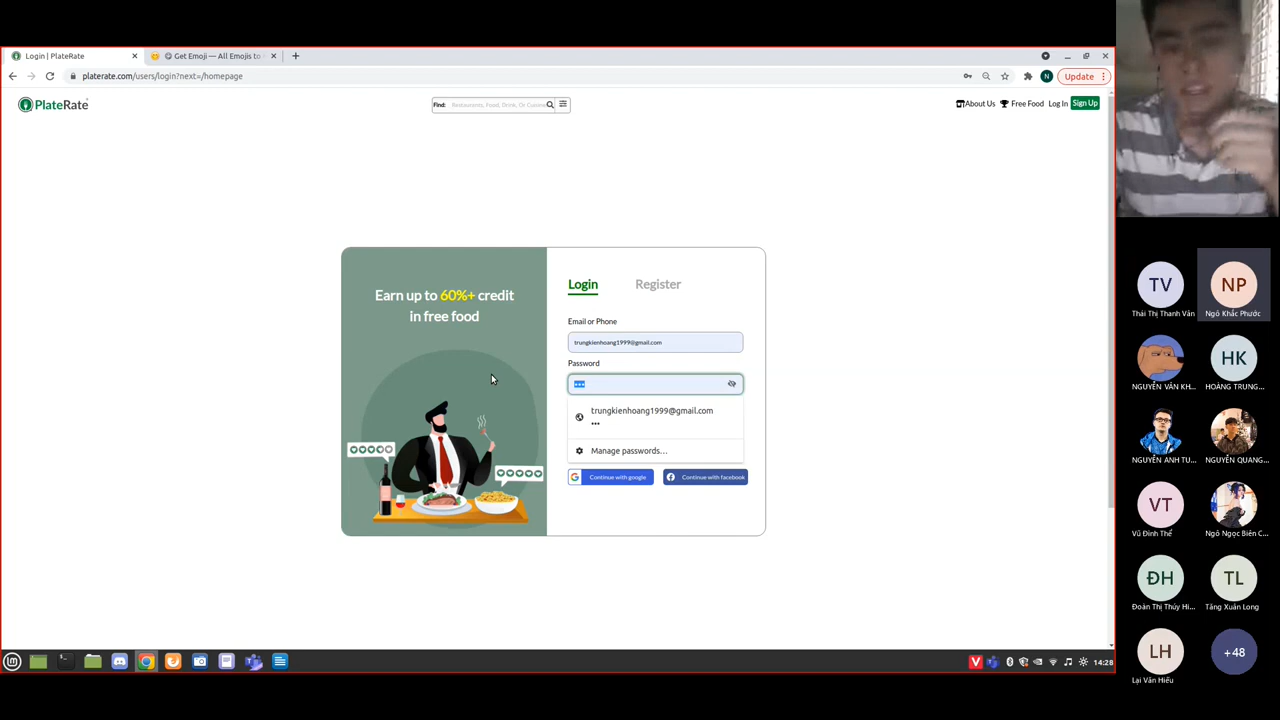 Login | PlateRate
Get Emoji — All Emojis to
platerate.com/users/login?next=/homepage
Update
PlateRate
Find:
Restaurants, Food, Drink, Or Cuisine
About Us
Free Food
Log In
Sign Up
Earn up to 60%+ credit
in free food
Login
Register
Email or Phone
trungkienhoang1999@gmail.com
Password
•••
trungkienhoang1999@gmail.com
•••
Manage passwords...
Continue with google
Continue with facebook
14:28
TV
Thái Thị Thanh Vân
NP
Ngô Khắc Phước
NGUYỄN VĂN KH...
HK
HOÀNG TRUNG...
NGUYỄN ANH TU...
NGUYỄN QUANG...
VT
Vũ Đình Thế
Ngô Ngọc Biên C...
ĐH
Đoàn Thị Thúy Hi...
TL
Tăng Xuân Long
LH
Lại Văn Hiếu
+48